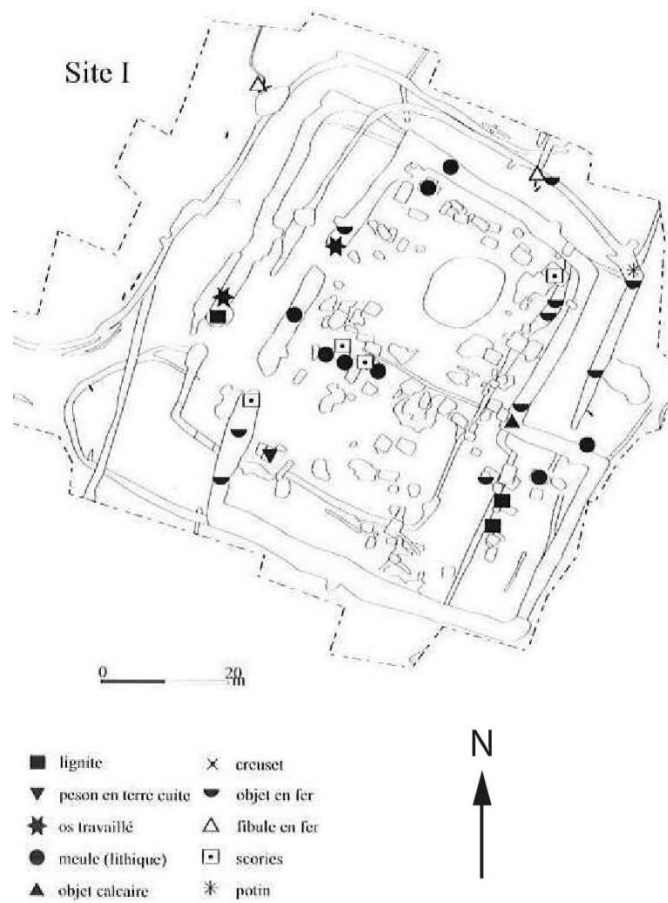 Site I
0 20
m
N
lignite
peson en terre cuite
os travaillé
meule (lithique)
objet calcaire
creuset
objet en fer
fibule en fer
scories
potin